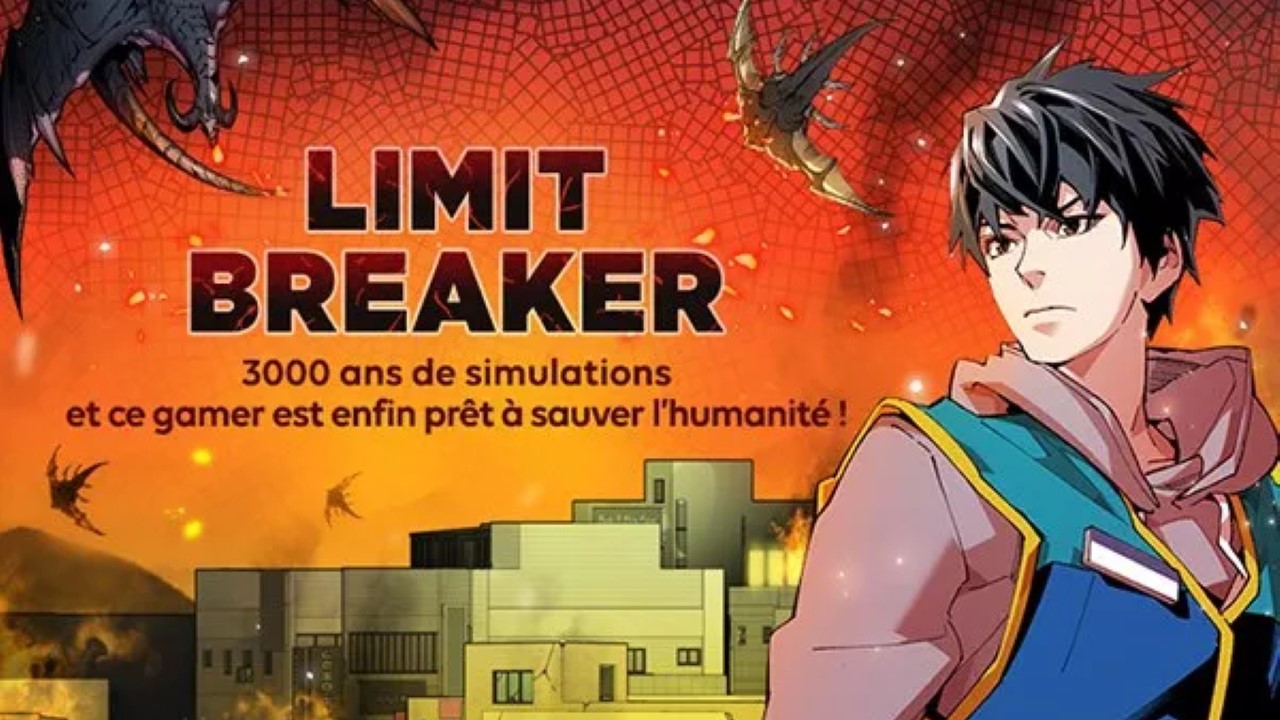 LIMIT
BREAKER
3000 ans de simulations
et ce gamer est enfin prêt à sauver l'humanité !